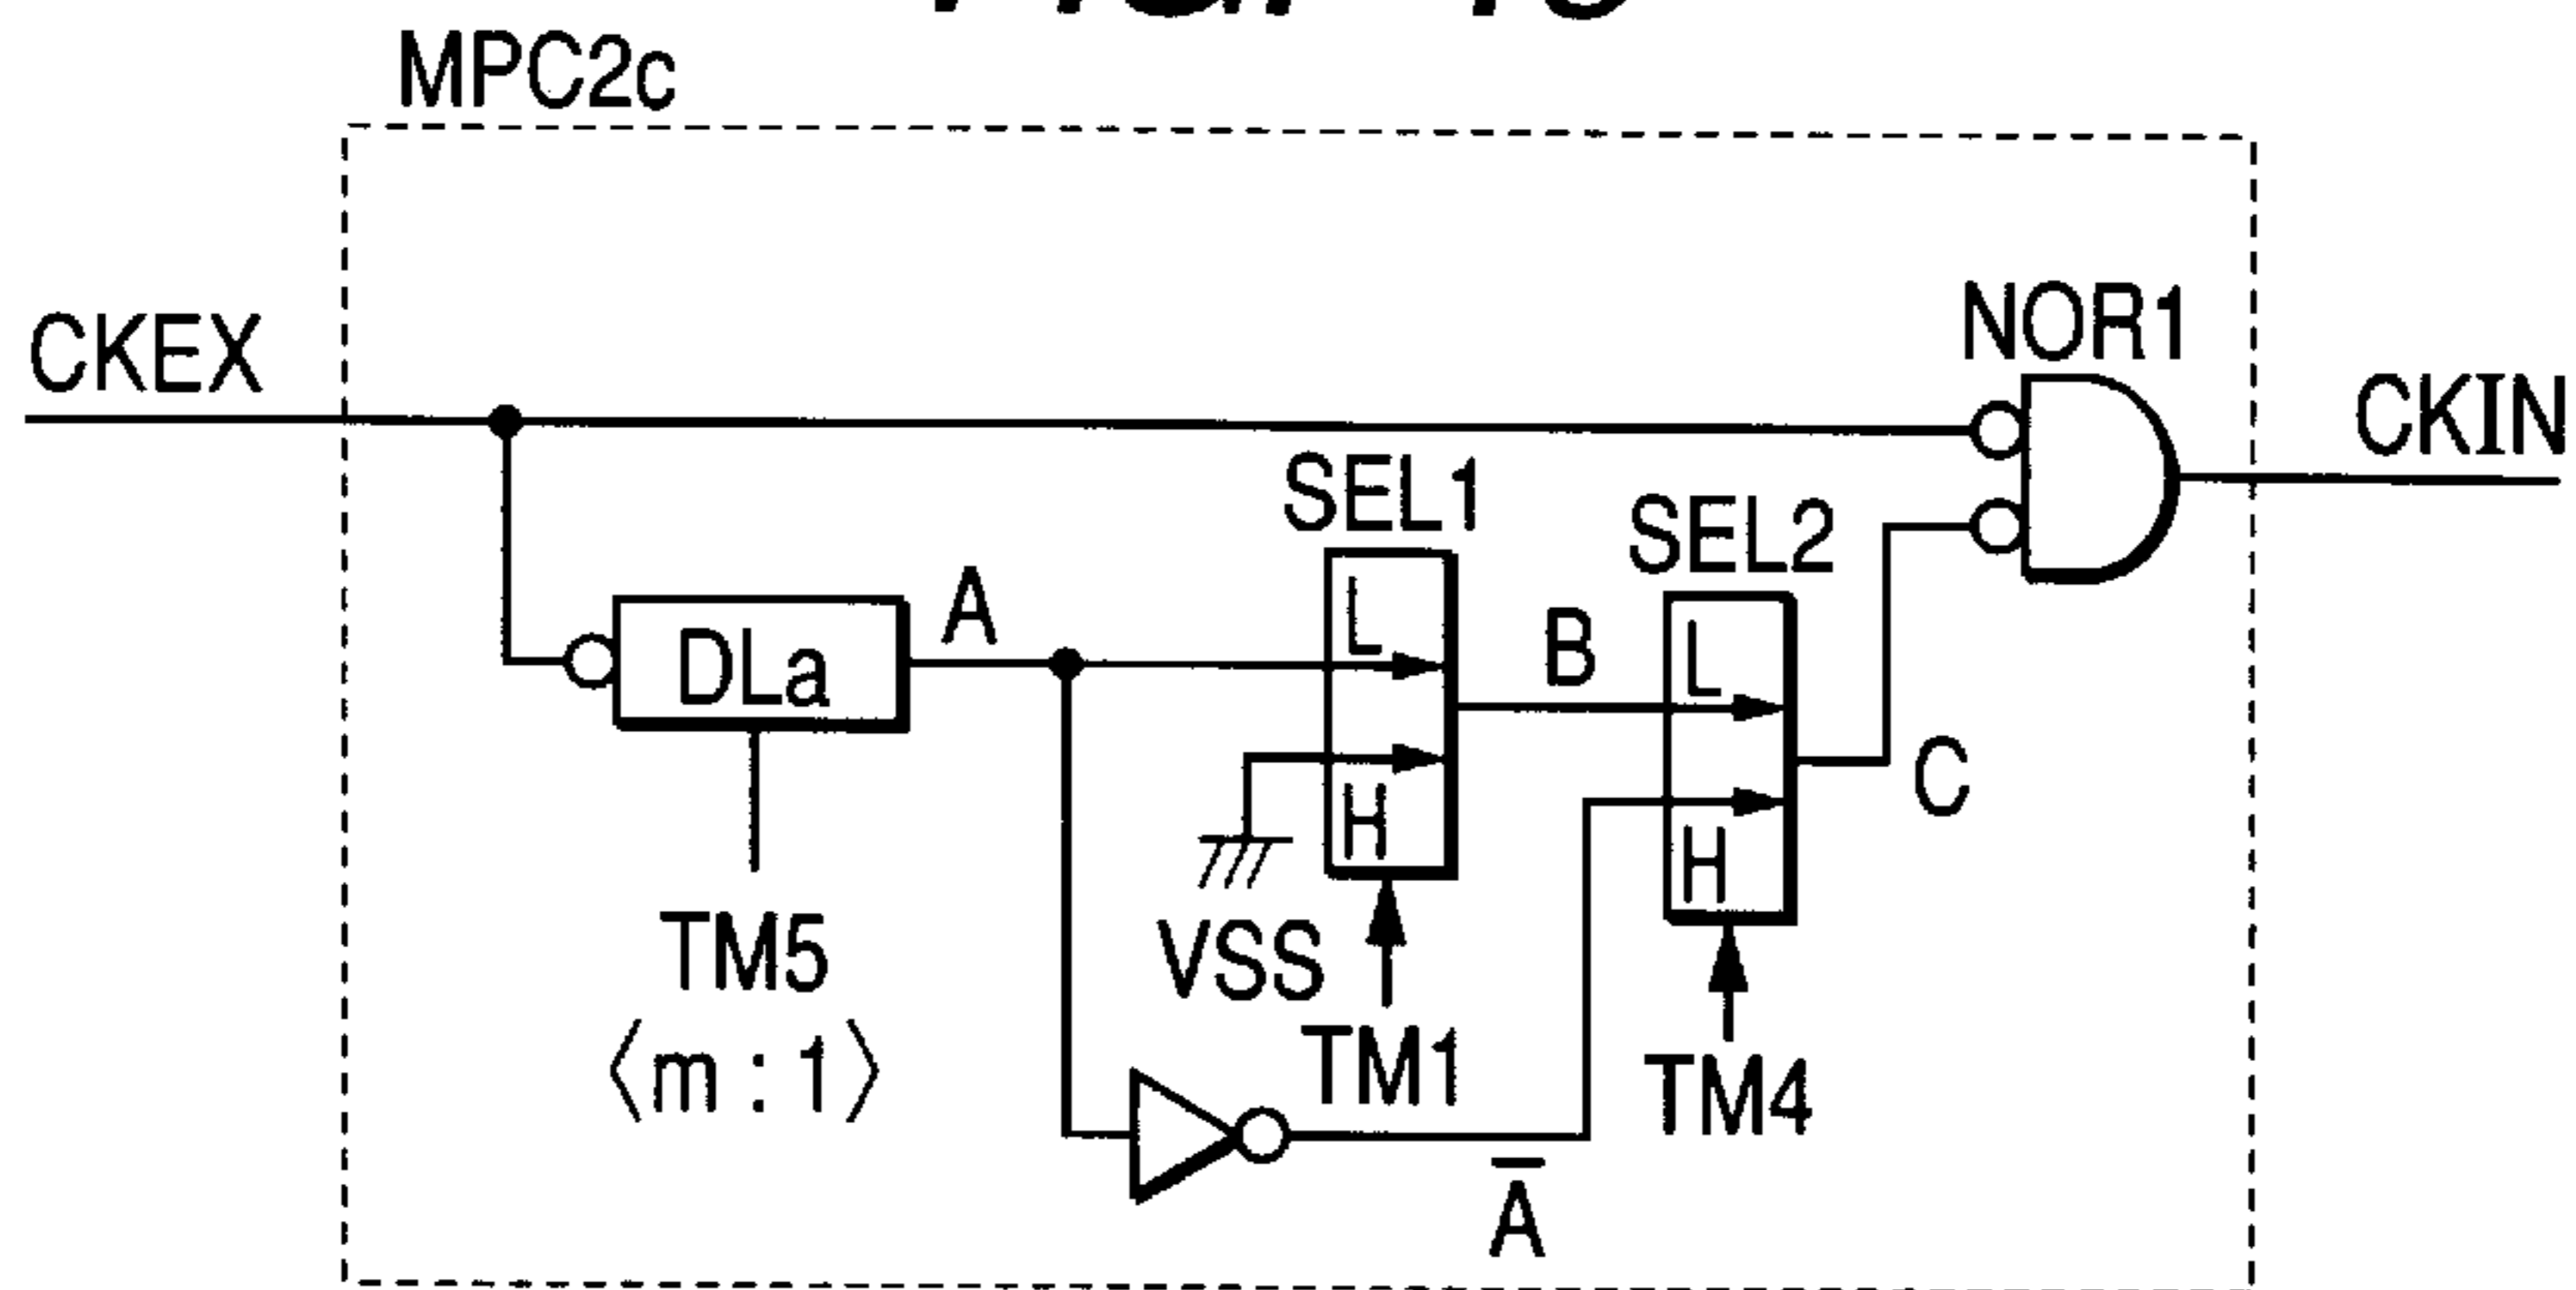 MPC2c
CKEX
NOR1
CKIN
SEL1
SEL2
L
A
DLa
B
L
H
C
H
VSS
TM5
<m : 1>
TM1
TM4
Ā